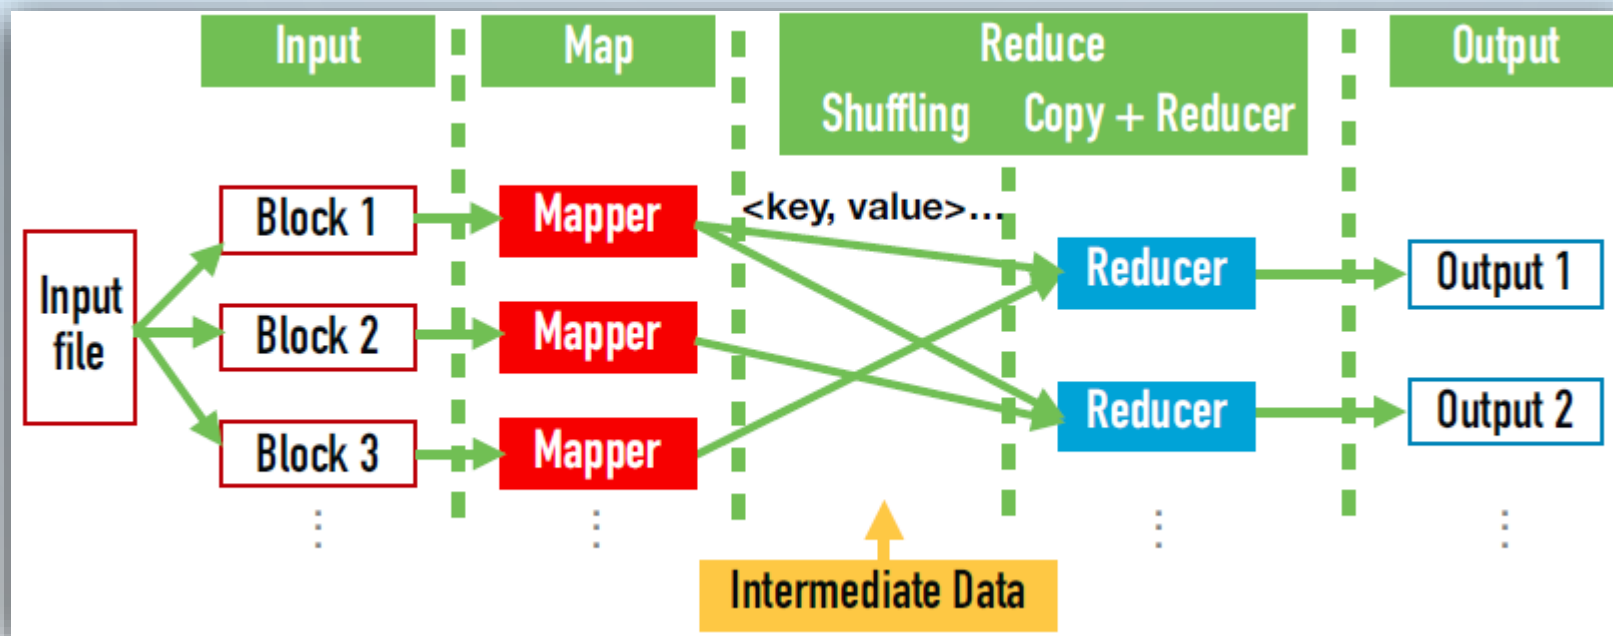 Input
Map
Reduce
Output
Shuffling
Copy + Reducer
Input
file
Block 1
Mapper
<key, value>...
Block 2
Mapper
Block 3
Mapper
Reducer
Output 1
Reducer
Output 2
Intermediate Data